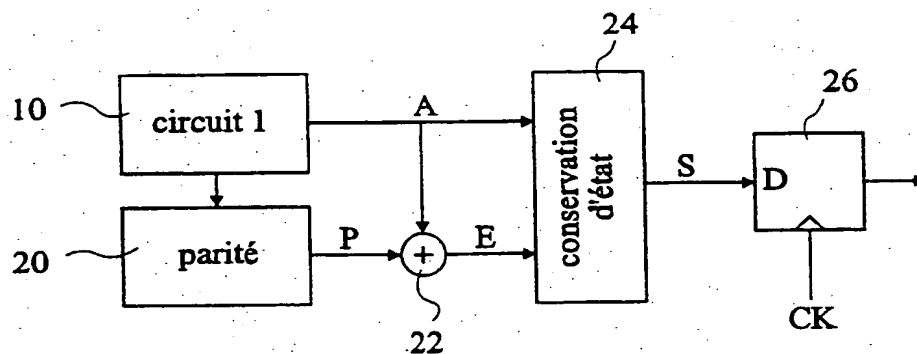 24
26
10
circuit 1
A
conservation
d'état
S
D
20
parité
P
+
E
22
CK